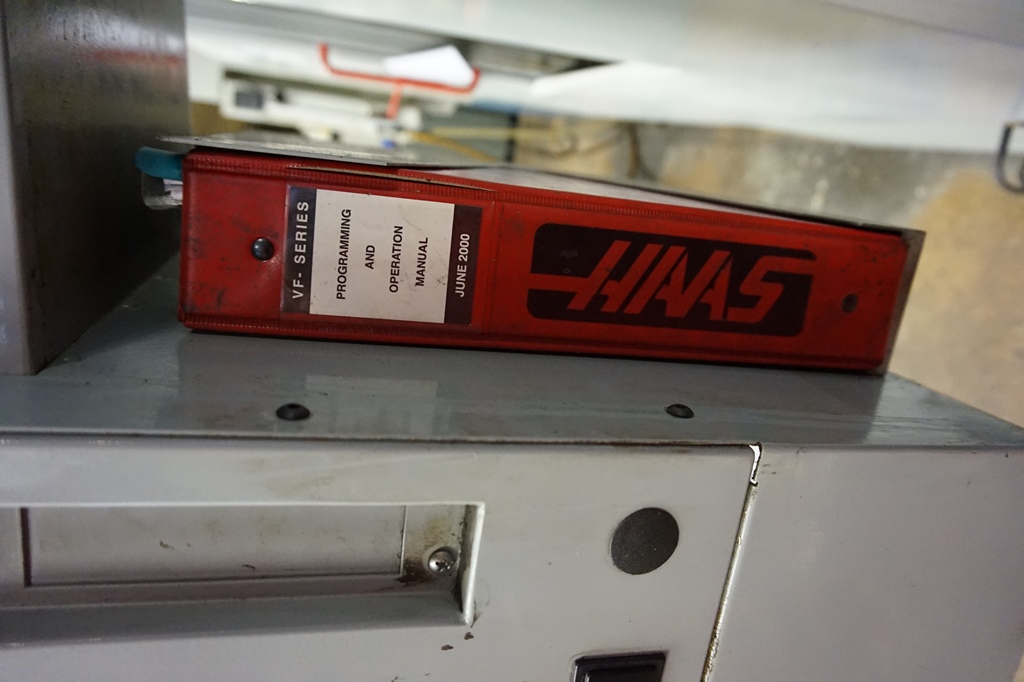 VF- SERIES
PROGRAMMING
AND
OPERATION
MANUAL
JUNE 2000
HAAS